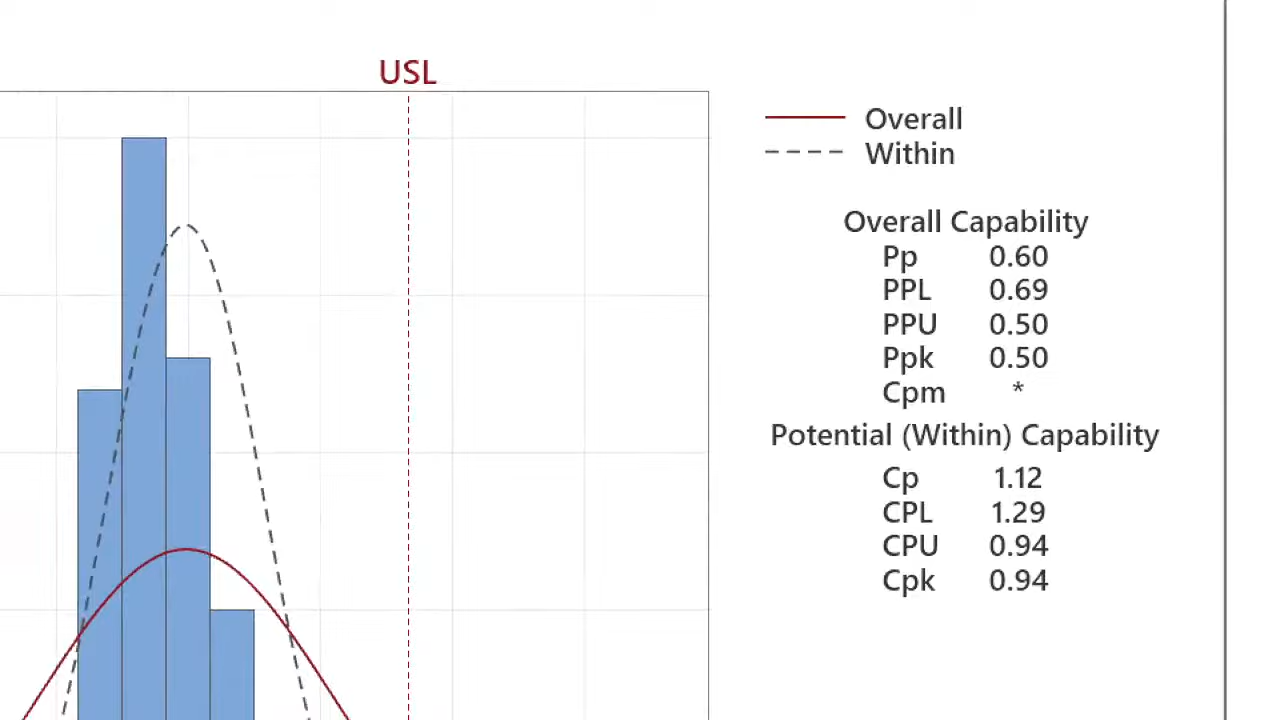 USL
Overall
Within
Overall Capability
Pp 0.60
PPL 0.69
PPU 0.50
Ppk 0.50
Cpm *
Potential (Within) Capability
Cp 1.12
CPL 1.29
CPU 0.94
Cpk 0.94